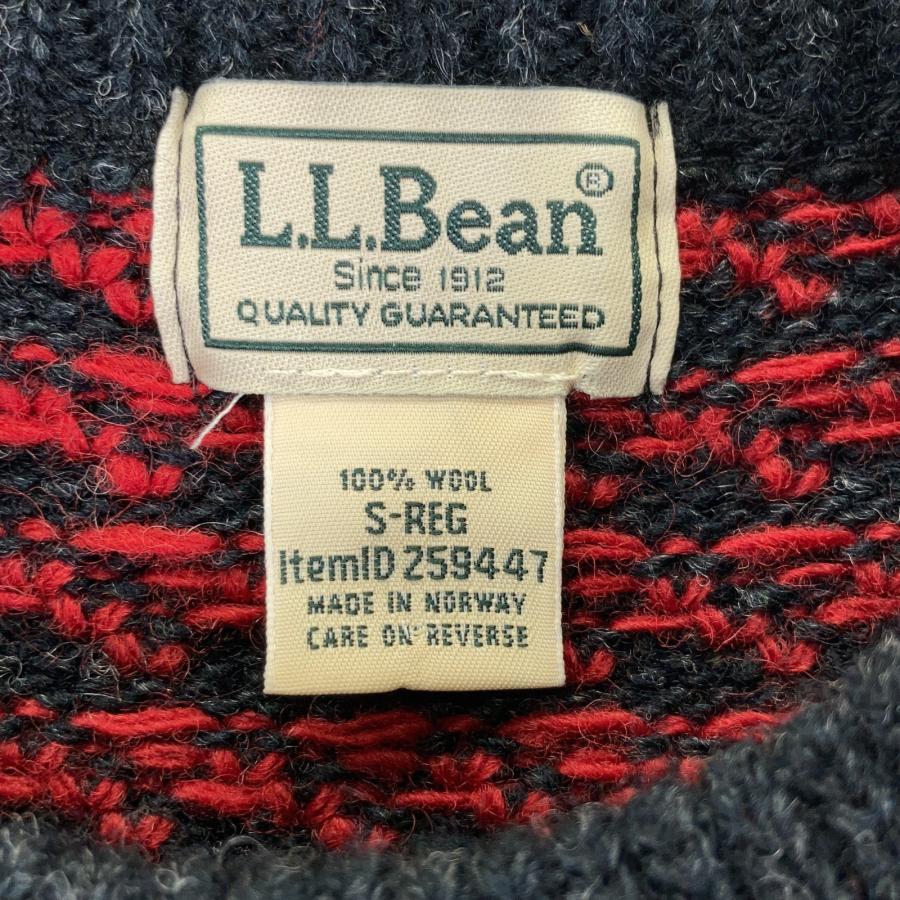 L.L.Bean®
Since 1912
QUALITY GUARANTEED
100% WOOL
S-REG
ItemID 259447
MADE IN NORWAY
CARE ON REVERSE